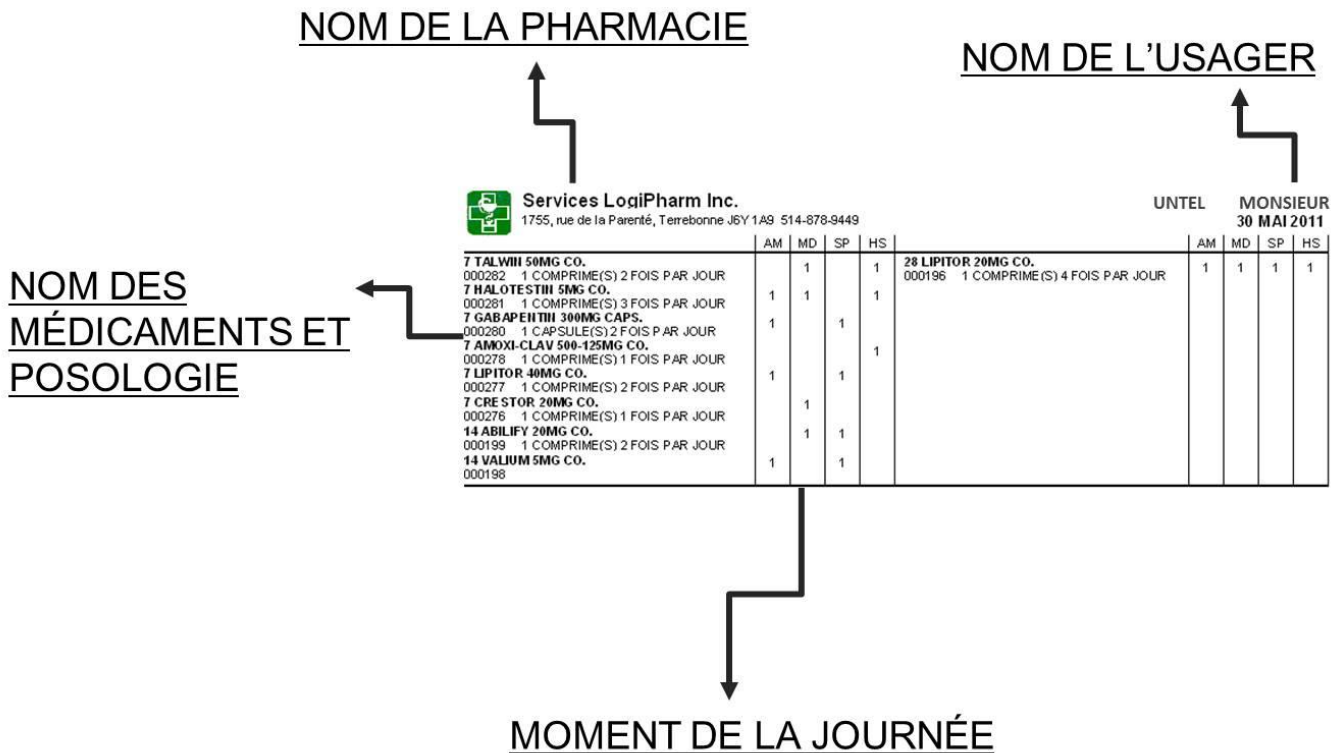 NOM DE LA PHARMACIE
NOM DE L'USAGER
Services LogiPharm Inc.
1755, rue de la Parenté, Terrebonne J6Y 1A9 514-878-9449
UNTEL MONSIEUR
30 MAI 2011
AM MD SP HS AM MD SP HS
7 TALWIN 50MG CO. 1 1
000282 1 COMPRIME(S) 2 FOIS PAR JOUR
7 HALOTESTIN 5MG CO. 1 1 1
000281 1 COMPRIME(S) 3 FOIS PAR JOUR
7 GABAPENTIN 300MG CAPS. 1 1
000280 1 CAPSULE(S) 2 FOIS PAR JOUR
7 AMOXI-CLAV 500-125MG CO. 1
000278 1 COMPRIME(S) 1 FOIS PAR JOUR
7 LIPITOR 40MG CO. 1 1
000277 1 COMPRIME(S) 2 FOIS PAR JOUR
7 CRESTOR 20MG CO. 1
000276 1 COMPRIME(S) 1 FOIS PAR JOUR
14 ABILIFY 20MG CO. 1 1
000199 1 COMPRIME(S) 2 FOIS PAR JOUR
14 VALIUM 5MG CO. 1 1
000198
28 LIPITOR 20MG CO. 1 1 1 1
000196 1 COMPRIME(S) 4 FOIS PAR JOUR
NOM DES
MÉDICAMENTS ET
POSOLOGIE
MOMENT DE LA JOURNÉE